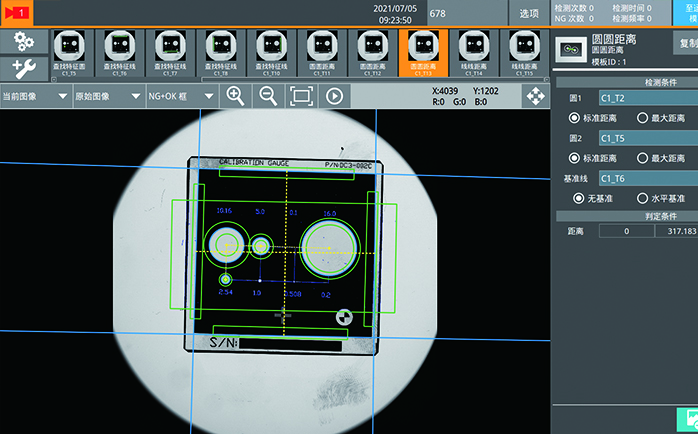 1
2021/07/05
09:23:50
678
选项
检测次数 0
检测时间 0
NG 次数 0
检测频率 0
至运
查找特征圆
C1_T5
查找特征线
C1_T6
查找特征线
C1_T7
查找特征线
C1_T8
查找特征线
C1_T10
圆圆距离
C1_T11
圆圆距离
C1_T12
圆圆距离
C1_T13
线线距离
C1_T14
线线距离
C1_T15
圆圆距离
圆圆距离
模板ID : 1
复制
当前图像
原始图像
NG+OK 框
X:4039 Y:1202
R:0 G:0 B:0
检测条件
圆1 C1_T2
标准距离 最大距离
圆2 C1_T5
标准距离 最大距离
基准线 C1_T6
无基准 水平基准
判定条件
距离 0 317.183
CALIBRATION GAUGE P/N:DC3-002C
5.0 0.1 16.0
2.54 1.0 .508 0.2
S/N: